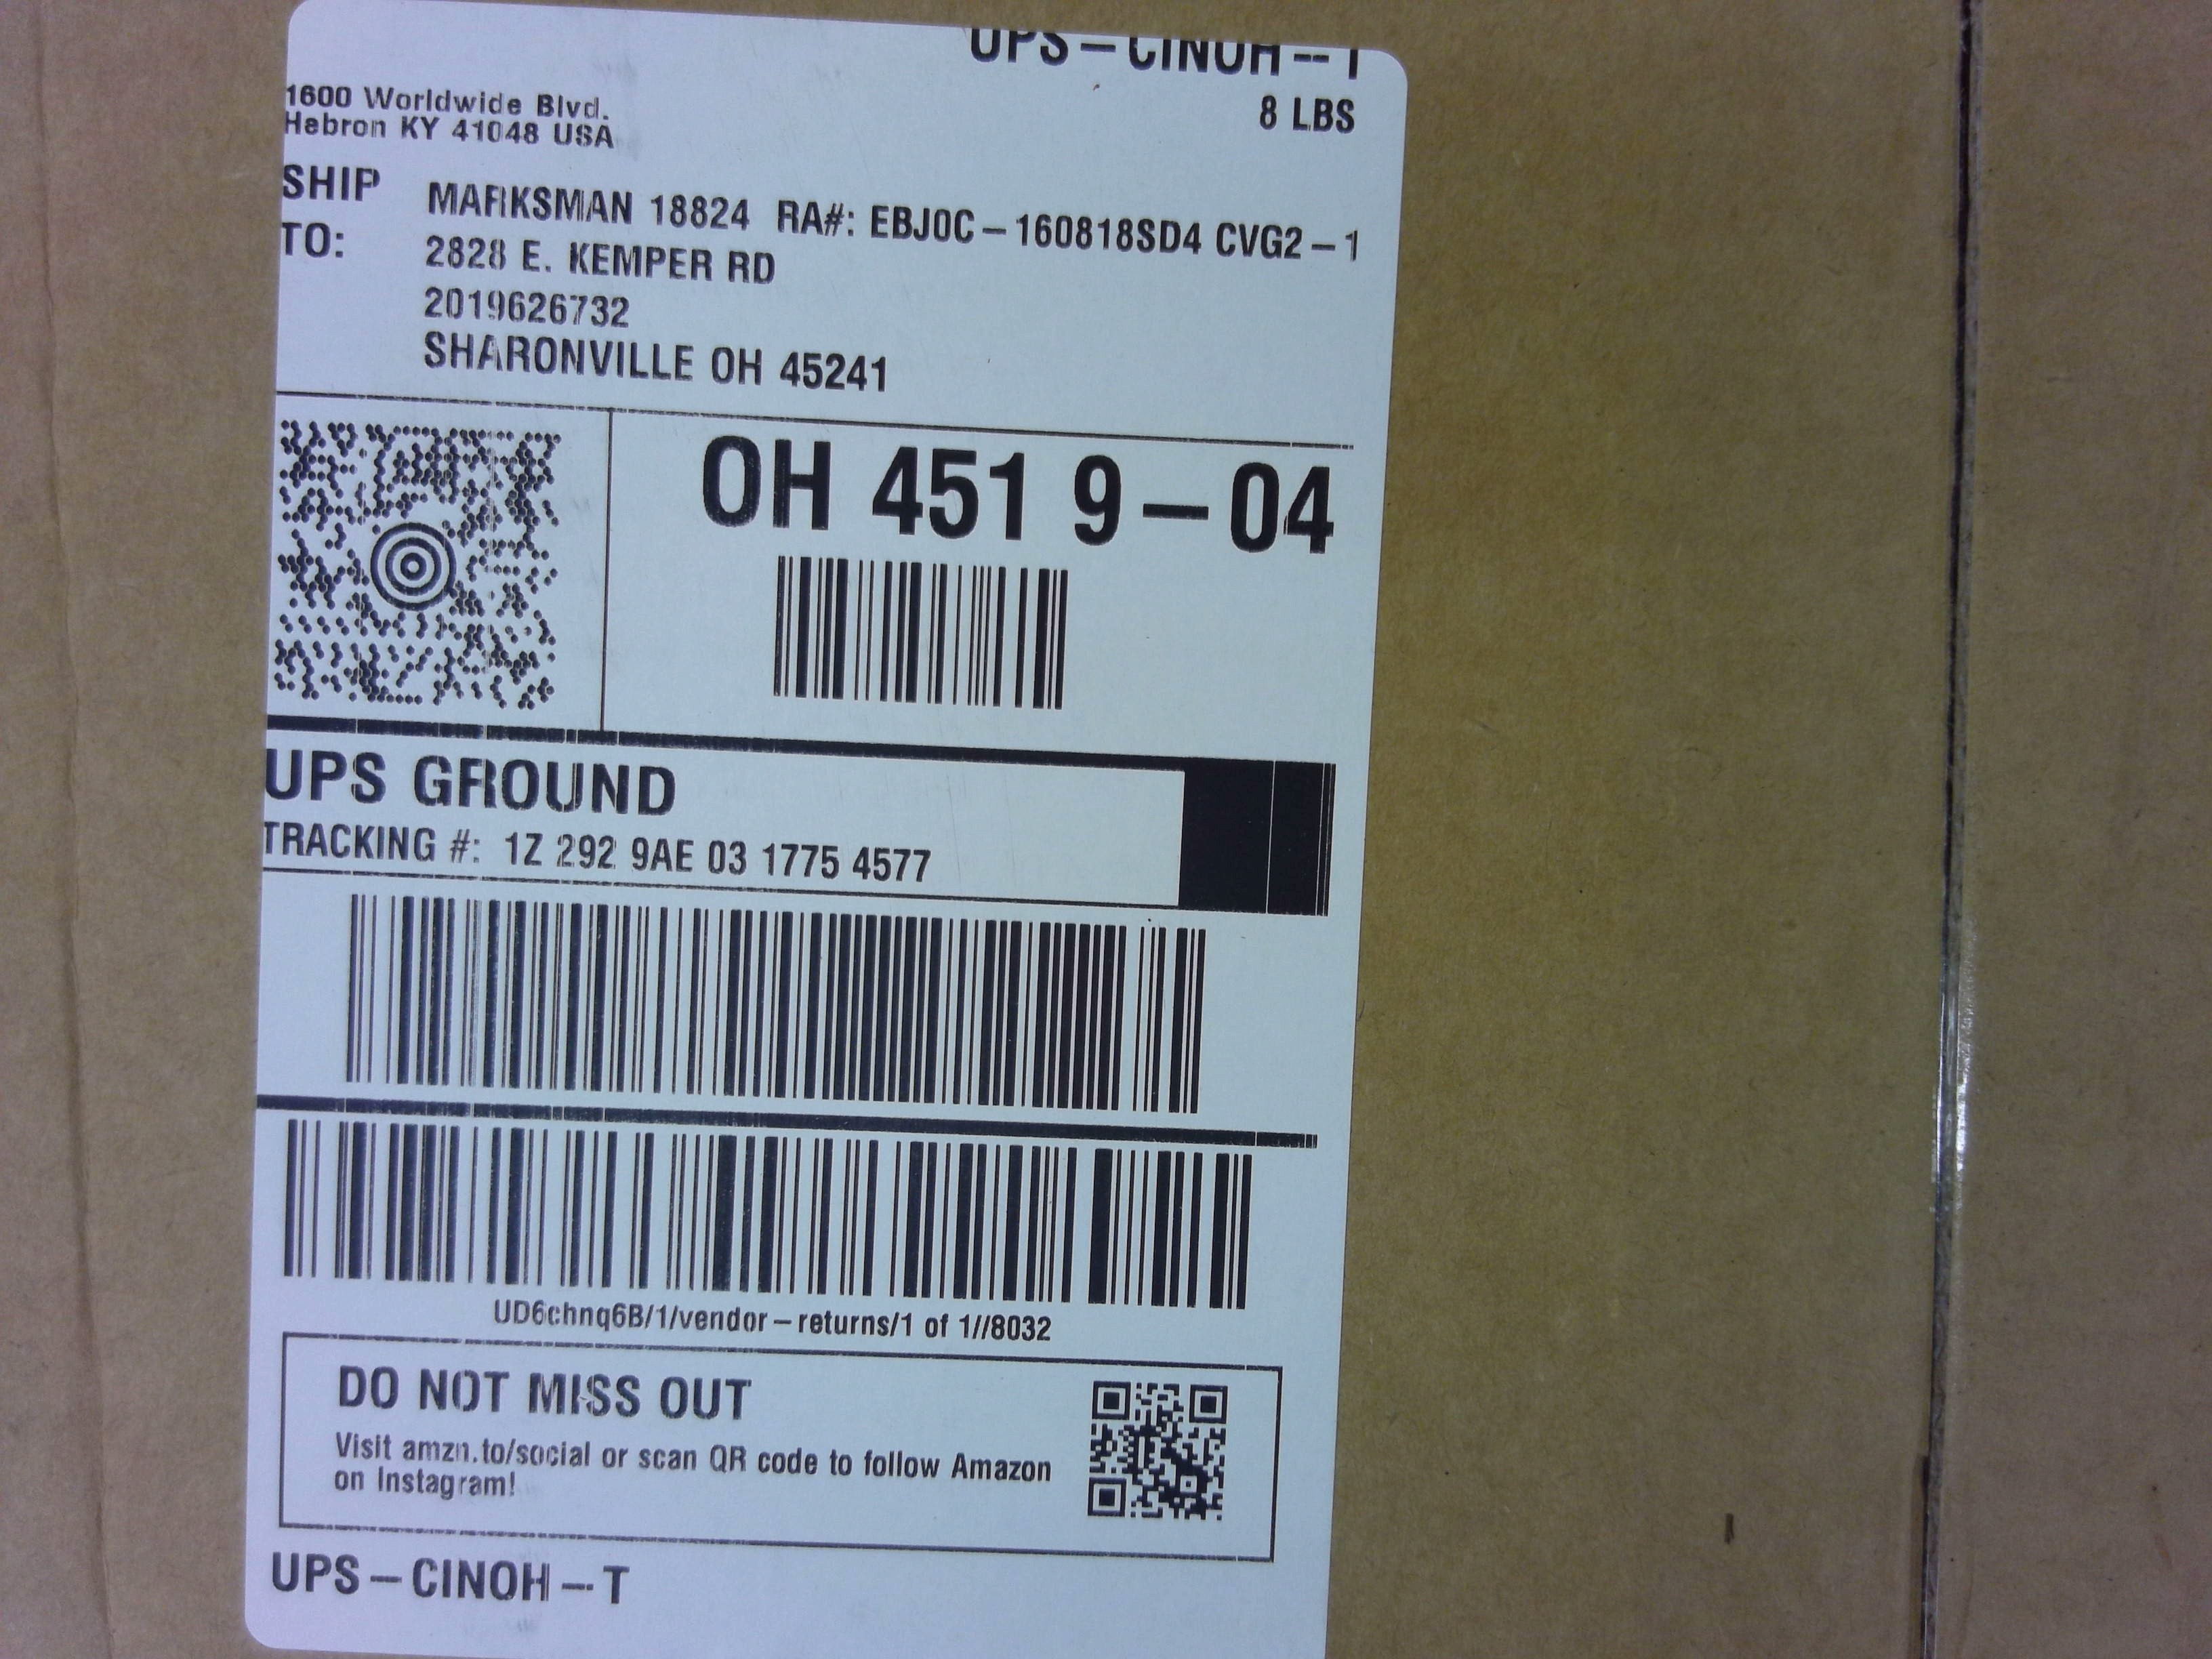 UPS – CINOH –– T
1600 Worldwide Blvd.
Hebron KY 41048 USA
8 LBS
SHIP TO:
MARKSMAN 18824 RA#: EBJ0C – 160818SD4 CVG2 – 1
2828 E. KEMPER RD
2019626732
SHARONVILLE OH 45241
OH 451 9 – 04
UPS GROUND
TRACKING #: 1Z 292 9AE 03 1775 4577
UD6chnq6B/1/vendor – returns/1 of 1//8032
DO NOT MISS OUT
Visit amzn.to/social or scan QR code to follow Amazon
on Instagram!
UPS – CINOH –- T